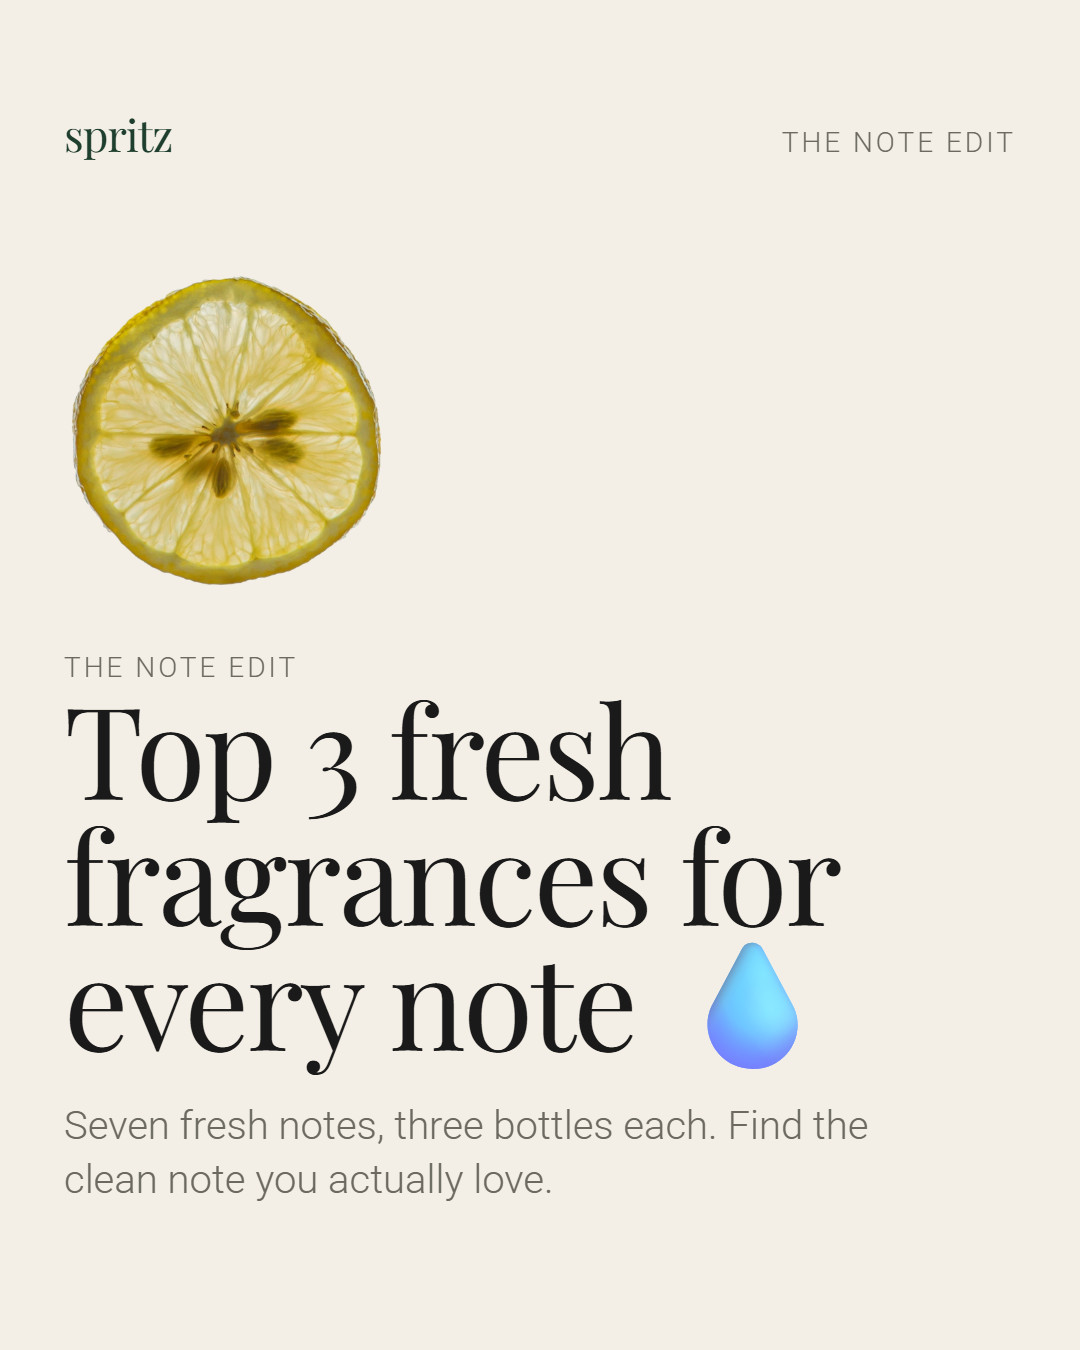 spritz
THE NOTE EDIT
THE NOTE EDIT
Top 3 fresh
fragrances for
every note 💧
Seven fresh notes, three bottles each. Find the
clean note you actually love.